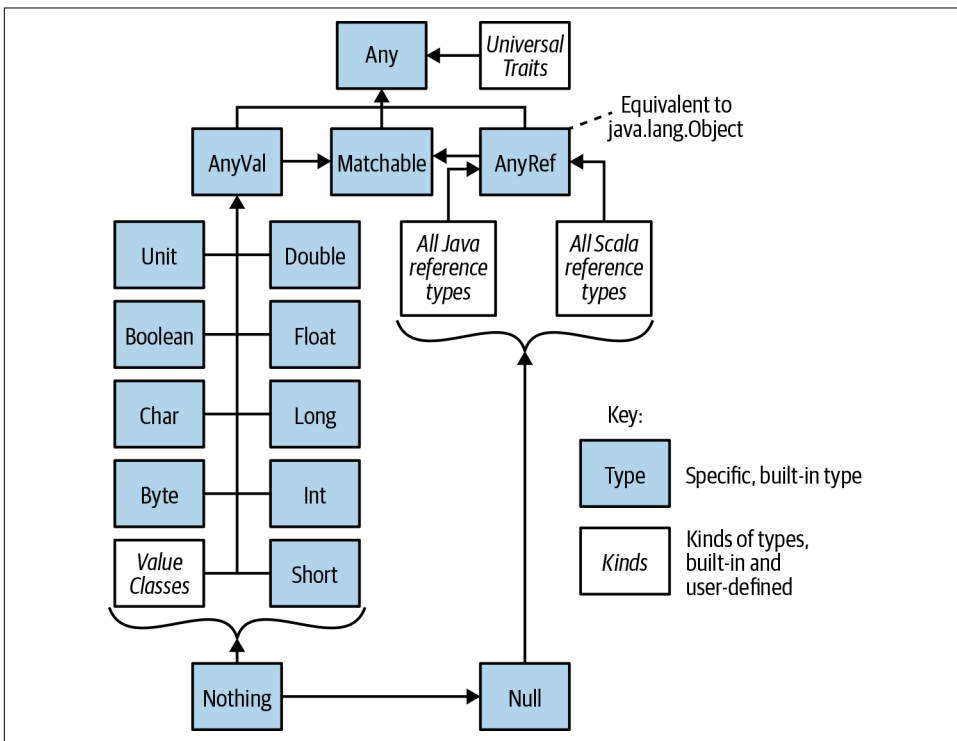 Any
Universal
Traits
Equivalent to
java.lang.Object
AnyVal
Matchable
AnyRef
All Java
reference
types
All Scala
reference
types
Unit
Double
Boolean
Float
Char
Long
Byte
Int
Value
Classes
Short
Key:
Type
Specific, built-in type
Kinds
Kinds of types,
built-in and
user-defined
Nothing
Null